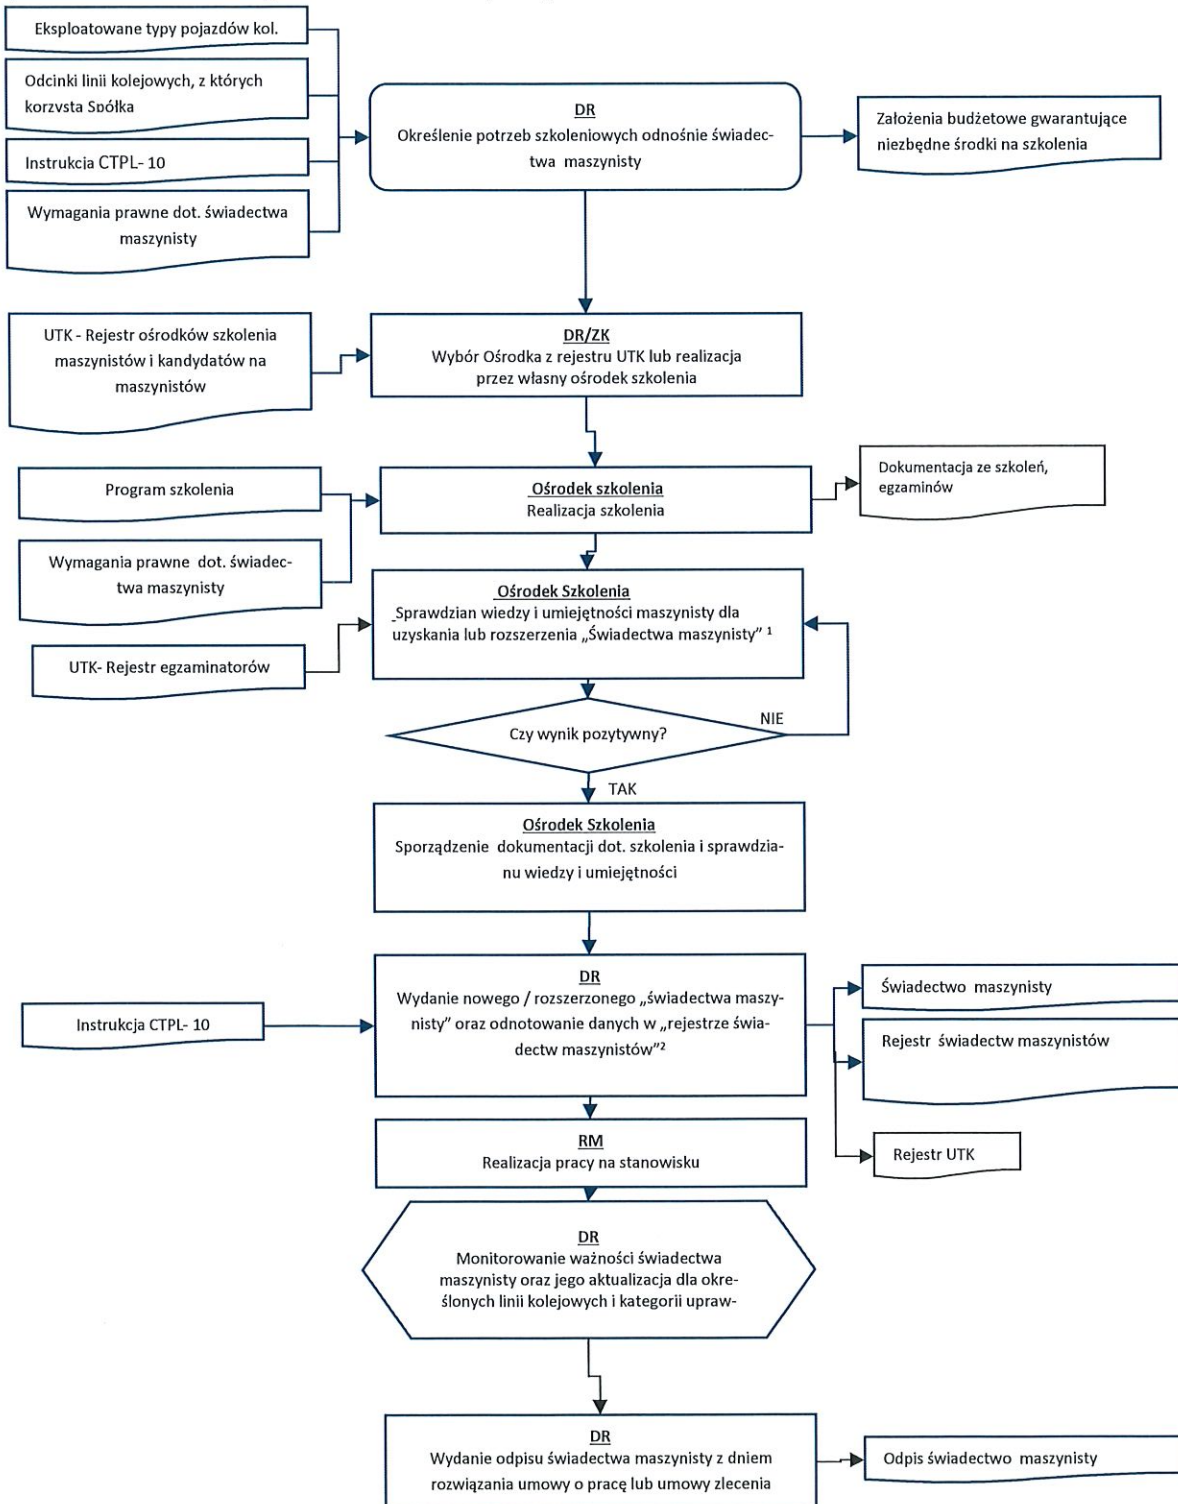 Eksploatowane typy pojazdów kol.
Odcinki linii kolejowych, z których
korzysta Spółka
Instrukcja CTPL- 10
Wymagania prawne dot. świadectwa
maszynisty
DR
Określenie potrzeb szkoleniowych odnośnie świadec-
twa maszynisty
Założenia budżetowe gwarantujące
niezbędne środki na szkolenia
UTK - Rejestr ośrodków szkolenia
maszynistów i kandydatów na
maszynistów
DR/ZK
Wybór Ośrodka z rejestru UTK lub realizacja
przez własny ośrodek szkolenia
Program szkolenia
Wymagania prawne dot. świadec-
twa maszynisty
Ośrodek szkolenia
Realizacja szkolenia
Dokumentacja ze szkoleń,
egzaminów
UTK- Rejestr egzaminatorów
Ośrodek Szkolenia
Sprawdzian wiedzy i umiejętności maszynisty dla
uzyskania lub rozszerzenia „Świadectwa maszynisty” ¹
Czy wynik pozytywny?
NIE
TAK
Ośrodek Szkolenia
Sporządzenie dokumentacji dot. szkolenia i sprawdzia-
nu wiedzy i umiejętności
Instrukcja CTPL- 10
DR
Wydanie nowego / rozszerzonego „świadectwa maszy-
nisty” oraz odnotowanie danych w „rejestrze świa-
dectw maszynistów”²
Świadectwo maszynisty
Rejestr świadectw maszynistów
Rejestr UTK
RM
Realizacja pracy na stanowisku
DR
Monitorowanie ważności świadectwa
maszynisty oraz jego aktualizacja dla okre-
ślonych linii kolejowych i kategorii upraw-
DR
Wydanie odpisu świadectwa maszynisty z dniem
rozwiązania umowy o pracę lub umowy zlecenia
Odpis świadectwo maszynisty